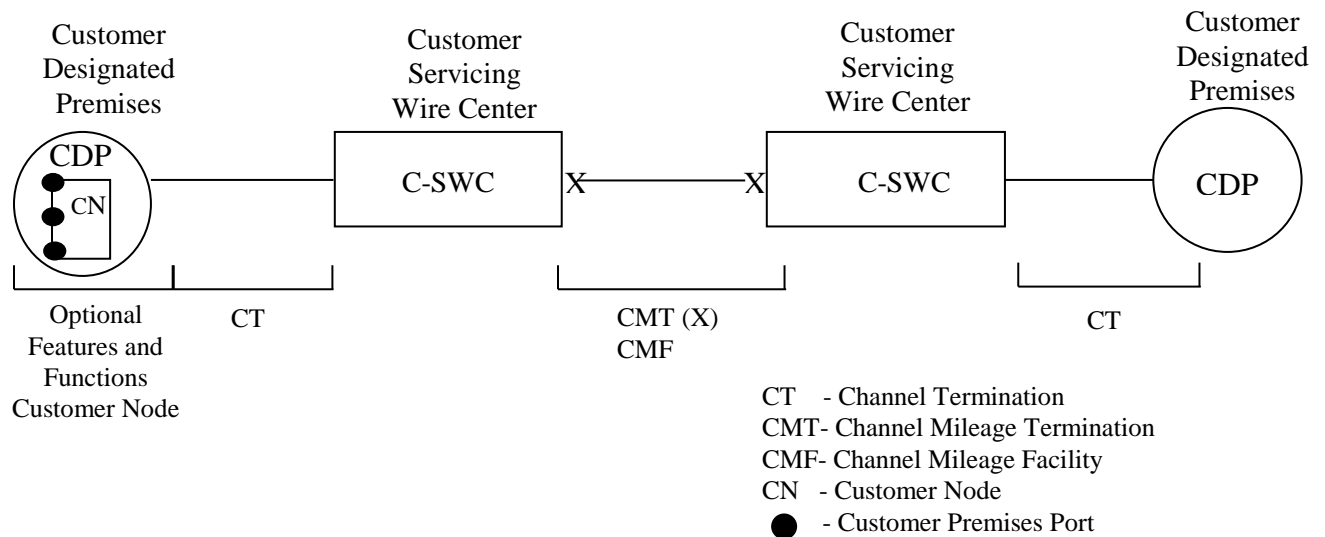 Customer
Designated
Premises
Customer
Servicing
Wire Center
Customer
Servicing
Wire Center
Customer
Designated
Premises
CDP
CN
C-SWC
X
X
C-SWC
CDP
Optional
Features and
Functions
Customer Node
CT
CMT (X)
CMF
CT
CT - Channel Termination
CMT- Channel Mileage Termination
CMF- Channel Mileage Facility
CN - Customer Node
- Customer Premises Port